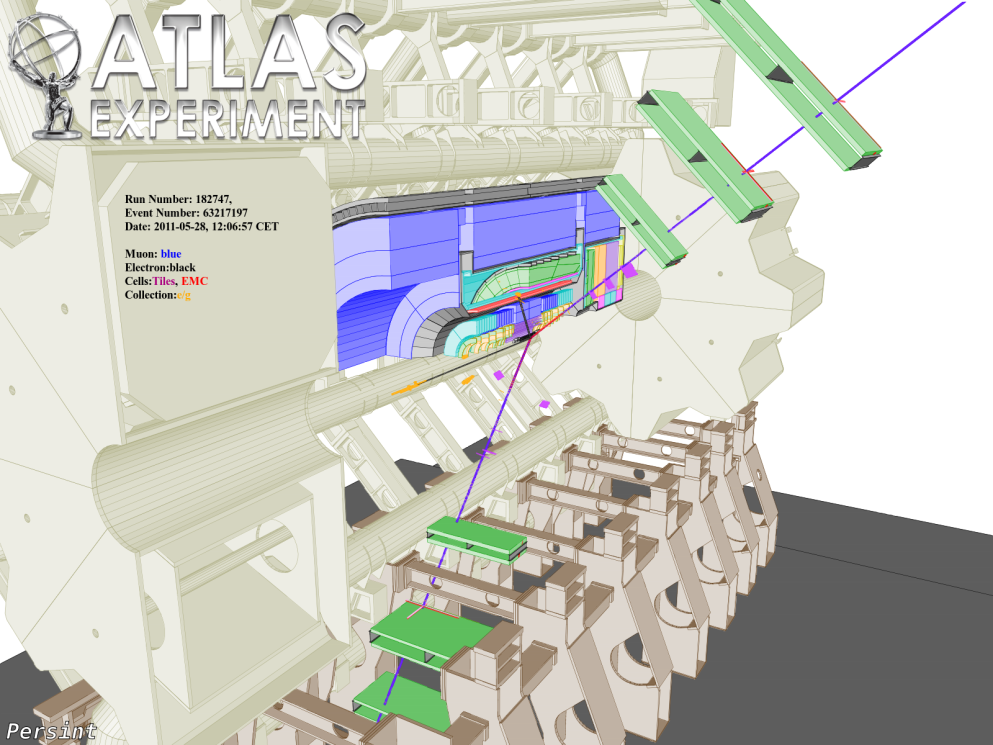 ATLAS
EXPERIMENT
Run Number: 182747,
Event Number: 63217197
Date: 2011-05-28, 12:06:57 CET
Muon: blue
Electron:black
Cells:Tiles, EMC
Collection:e/g
Persint